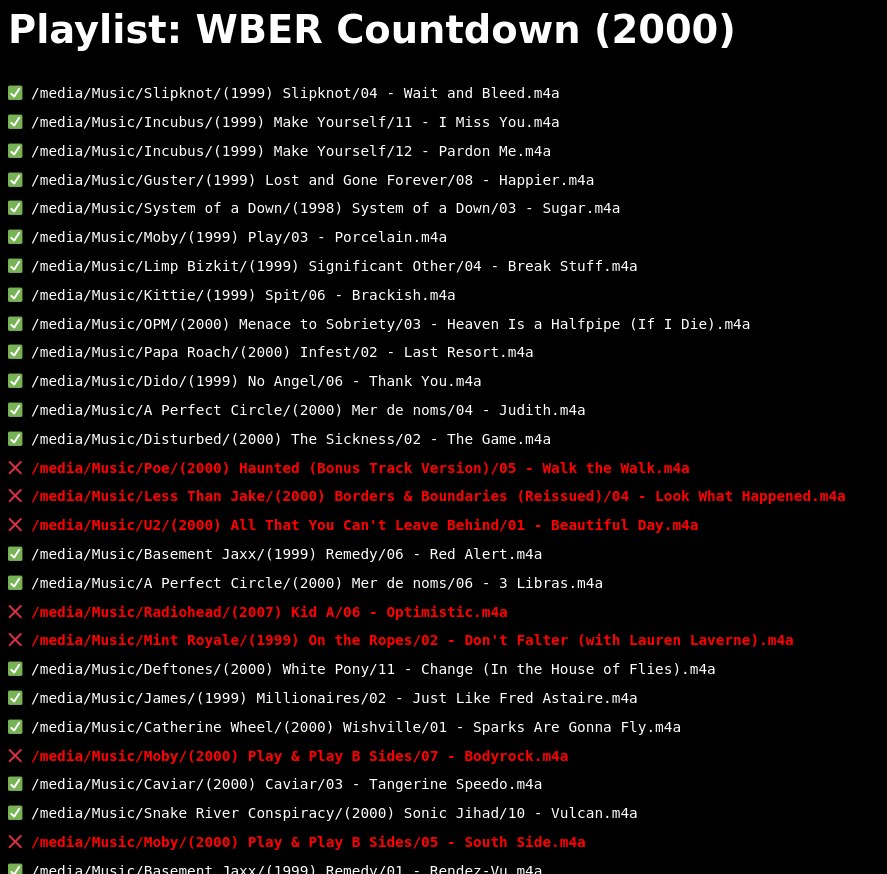 Playlist: WBER Countdown (2000)
✅ /media/Music/Slipknot/(1999) Slipknot/04 - Wait and Bleed.m4a
✅ /media/Music/Incubus/(1999) Make Yourself/11 - I Miss You.m4a
✅ /media/Music/Incubus/(1999) Make Yourself/12 - Pardon Me.m4a
✅ /media/Music/Guster/(1999) Lost and Gone Forever/08 - Happier.m4a
✅ /media/Music/System of a Down/(1998) System of a Down/03 - Sugar.m4a
✅ /media/Music/Moby/(1999) Play/03 - Porcelain.m4a
✅ /media/Music/Limp Bizkit/(1999) Significant Other/04 - Break Stuff.m4a
✅ /media/Music/Kittie/(1999) Spit/06 - Brackish.m4a
✅ /media/Music/OPM/(2000) Menace to Sobriety/03 - Heaven Is a Halfpipe (If I Die).m4a
✅ /media/Music/Papa Roach/(2000) Infest/02 - Last Resort.m4a
✅ /media/Music/Dido/(1999) No Angel/06 - Thank You.m4a
✅ /media/Music/A Perfect Circle/(2000) Mer de noms/04 - Judith.m4a
✅ /media/Music/Disturbed/(2000) The Sickness/02 - The Game.m4a
❌ /media/Music/Poe/(2000) Haunted (Bonus Track Version)/05 - Walk the Walk.m4a
❌ /media/Music/Less Than Jake/(2000) Borders & Boundaries (Reissued)/04 - Look What Happened.m4a
❌ /media/Music/U2/(2000) All That You Can't Leave Behind/01 - Beautiful Day.m4a
✅ /media/Music/Basement Jaxx/(1999) Remedy/06 - Red Alert.m4a
✅ /media/Music/A Perfect Circle/(2000) Mer de noms/06 - 3 Libras.m4a
❌ /media/Music/Radiohead/(2007) Kid A/06 - Optimistic.m4a
❌ /media/Music/Mint Royale/(1999) On the Ropes/02 - Don't Falter (with Lauren Laverne).m4a
✅ /media/Music/Deftones/(2000) White Pony/11 - Change (In the House of Flies).m4a
✅ /media/Music/James/(1999) Millionaires/02 - Just Like Fred Astaire.m4a
✅ /media/Music/Catherine Wheel/(2000) Wishville/01 - Sparks Are Gonna Fly.m4a
❌ /media/Music/Moby/(2000) Play & Play B Sides/07 - Bodyrock.m4a
✅ /media/Music/Caviar/(2000) Caviar/03 - Tangerine Speedo.m4a
✅ /media/Music/Snake River Conspiracy/(2000) Sonic Jihad/10 - Vulcan.m4a
❌ /media/Music/Moby/(2000) Play & Play B Sides/05 - South Side.m4a
✅ /media/Music/Basement Jaxx/(1999) Remedy/01 - Rendez-Vu.m4a